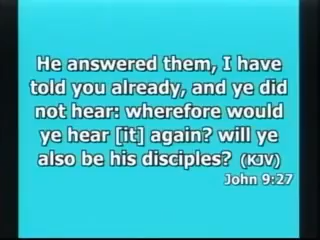 He answered them, I have
told you already, and ye did
not hear: wherefore would
ye hear [it] again? will ye
also be his disciples? (KJV)
John 9:27